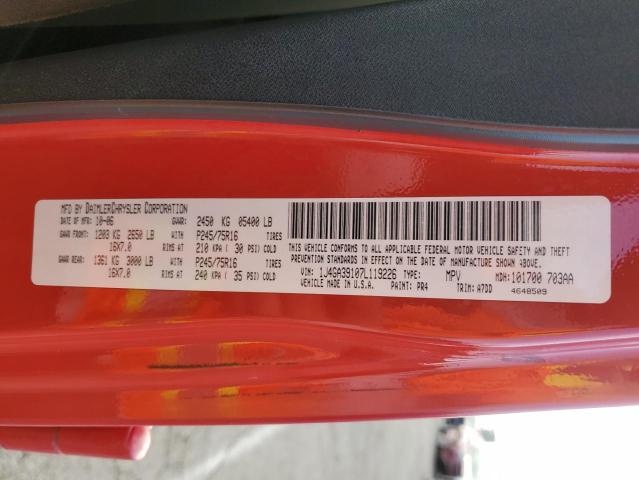 MFD BY DAIMLERCHRYSLER CORPORATION
DATE OF MFR: 10-06 GVWR: 2450 KG 05400 LB
GAWR FRONT: 1203 KG 2650 LB WITH P245/75R16 TIRES
16X7.0 RIMS AT 210 KPA ( 30 PSI) COLD
GAWR REAR: 1361 KG 3000 LB WITH P245/75R16 TIRES
16X7.0 RIMS AT 240 KPA ( 35 PSI) COLD
THIS VEHICLE CONFORMS TO ALL APPLICABLE FEDERAL MOTOR VEHICLE SAFETY AND THEFT
PREVENTION STANDARDS IN EFFECT ON THE DATE OF MANUFACTURE SHOWN ABOVE.
VIN: 1J4GA39107L119226 TYPE: MPV MDH: 101700 703AA
VEHICLE MADE IN U.S.A. PAINT: PR4 TRIM: A7DD 4648509